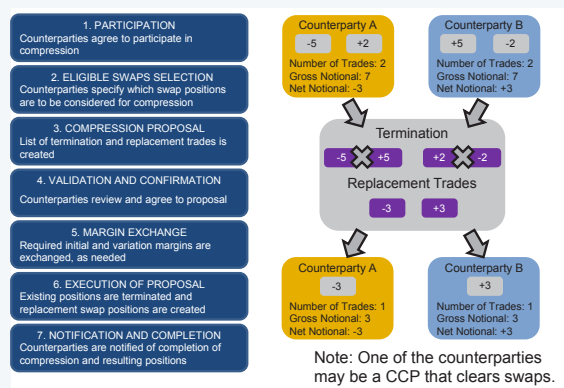 1. PARTICIPATION
Counterparties agree to participate in
compression
2. ELIGIBLE SWAPS SELECTION
Counterparties specify which swap positions
are to be considered for compression
3. COMPRESSION PROPOSAL
List of termination and replacement trades is
created
4. VALIDATION AND CONFIRMATION
Counterparties review and agree to proposal
5. MARGIN EXCHANGE
Required initial and variation margins are
exchanged, as needed
6. EXECUTION OF PROPOSAL
Existing positions are terminated and
replacement swap positions are created
7. NOTIFICATION AND COMPLETION
Counterparties are notified of completion of
compression and resulting positions
Counterparty A
-5 +2
Number of Trades: 2
Gross Notional: 7
Net Notional: -3
Counterparty B
+5 -2
Number of Trades: 2
Gross Notional: 7
Net Notional: +3
Termination
-5 +5 +2 -2
Replacement Trades
-3 +3
Counterparty A
-3
Number of Trades: 1
Gross Notional: 3
Net Notional: -3
Counterparty B
+3
Number of Trades: 1
Gross Notional: 3
Net Notional: +3
Note: One of the counterparties
may be a CCP that clears swaps.